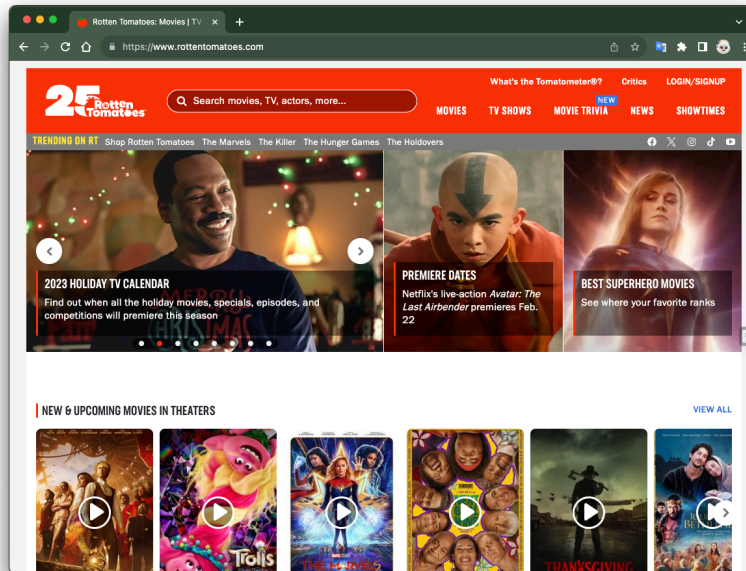 Rotten Tomatoes: Movies | TV
https://www.rottentomatoes.com
25 Rotten Tomatoes
Search movies, TV, actors, more...
What's the Tomatometer®? Critics LOGIN/SIGNUP
NEW
MOVIES TV SHOWS MOVIE TRIVIA NEWS SHOWTIMES
TRENDING ON RT Shop Rotten Tomatoes The Marvels The Killer The Hunger Games The Holdovers
MERRY
CHRISTMAS
2023 HOLIDAY TV CALENDAR
Find out when all the holiday movies, specials, episodes, and
competitions will premiere this season
PREMIERE DATES
Netflix's live-action Avatar: The
Last Airbender premieres Feb.
22
BEST SUPERHERO MOVIES
See where your favorite ranks
NEW & UPCOMING MOVIES IN THEATERS VIEW ALL
Trolls
THE MARVELS
THANKSGIVING